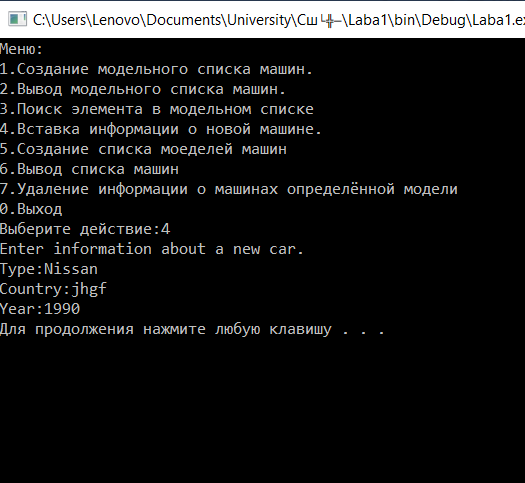 C:\Users\Lenovo\Documents\University\Сш└╬─\Laba1\bin\Debug\Laba1.ex
Меню:
1.Создание модельного списка машин.
2.Вывод модельного списка машин.
3.Поиск элемента в модельном списке
4.Вставка информации о новой машине.
5.Создание списка моеделей машин
6.Вывод списка машин
7.Удаление информации о машинах определённой модели
0.Выход
Выберите действие:4
Enter information about a new car.
Type:Nissan
Country:jhgf
Year:1990
Для продолжения нажмите любую клавишу . . .